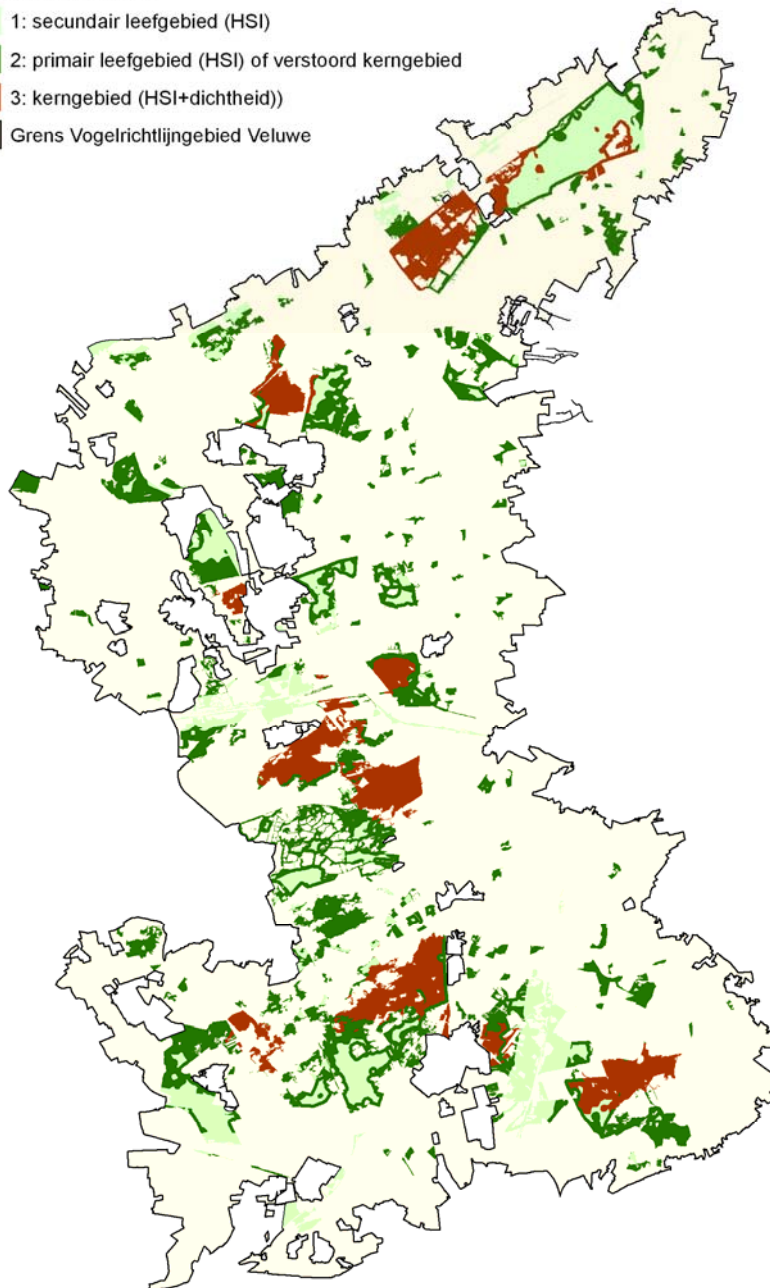 1: secundair leefgebied (HSI)
2: primair leefgebied (HSI) of verstoord kerngebied
3: kerngebied (HSI+dichtheid))
Grens Vogelrichtlijngebied Veluwe